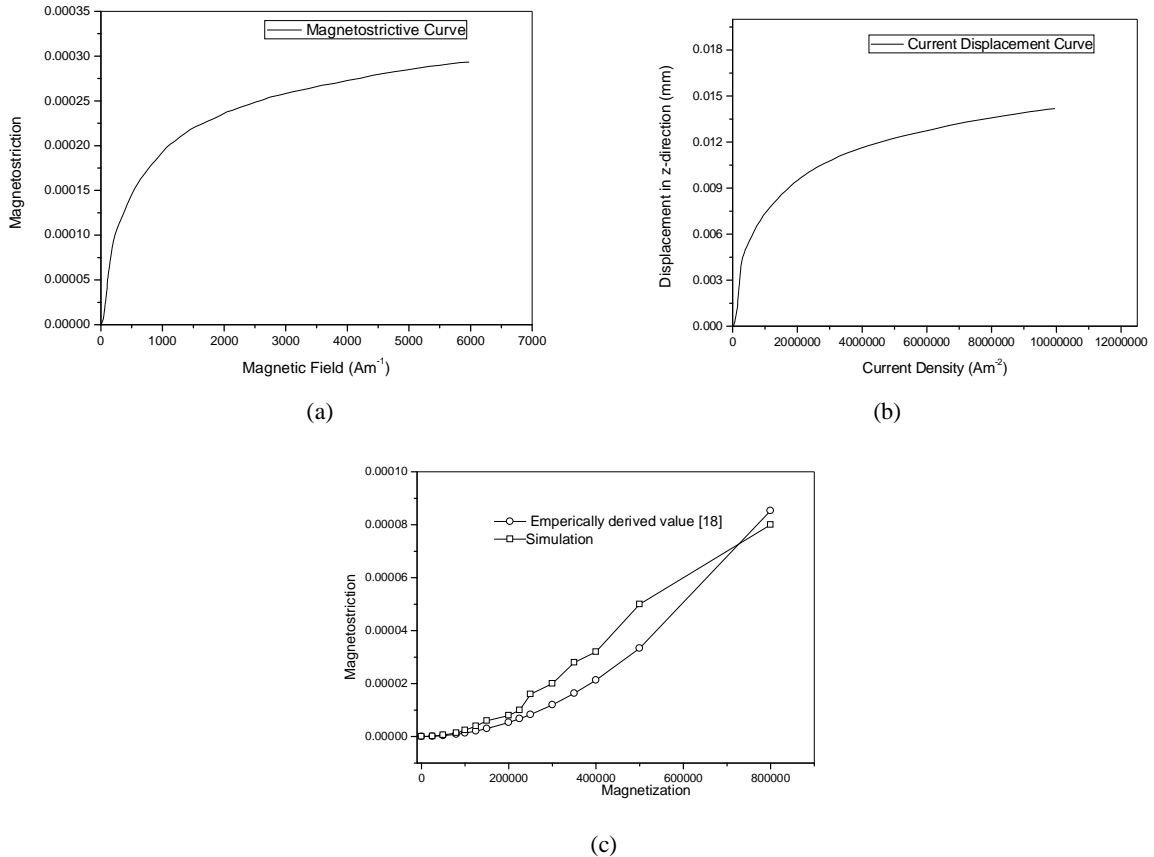 0.00035
0.00030
0.00025
0.00020
0.00015
0.00010
0.00005
0.00000
Magnetostriction
Magnetostrictive Curve
0 1000 2000 3000 4000 5000 6000 7000
Magnetic Field (Am⁻¹)
(a)
0.018
0.015
0.012
0.009
0.006
0.003
0.000
Displacement in z-direction (mm)
Current Displacement Curve
0 2000000 4000000 6000000 8000000 10000000 12000000
Current Density (Am⁻²)
(b)
0.00010
0.00008
0.00006
0.00004
0.00002
0.00000
Magnetostriction
Emperically derived value [18]
Simulation
0 200000 400000 600000 800000
Magnetization
(c)